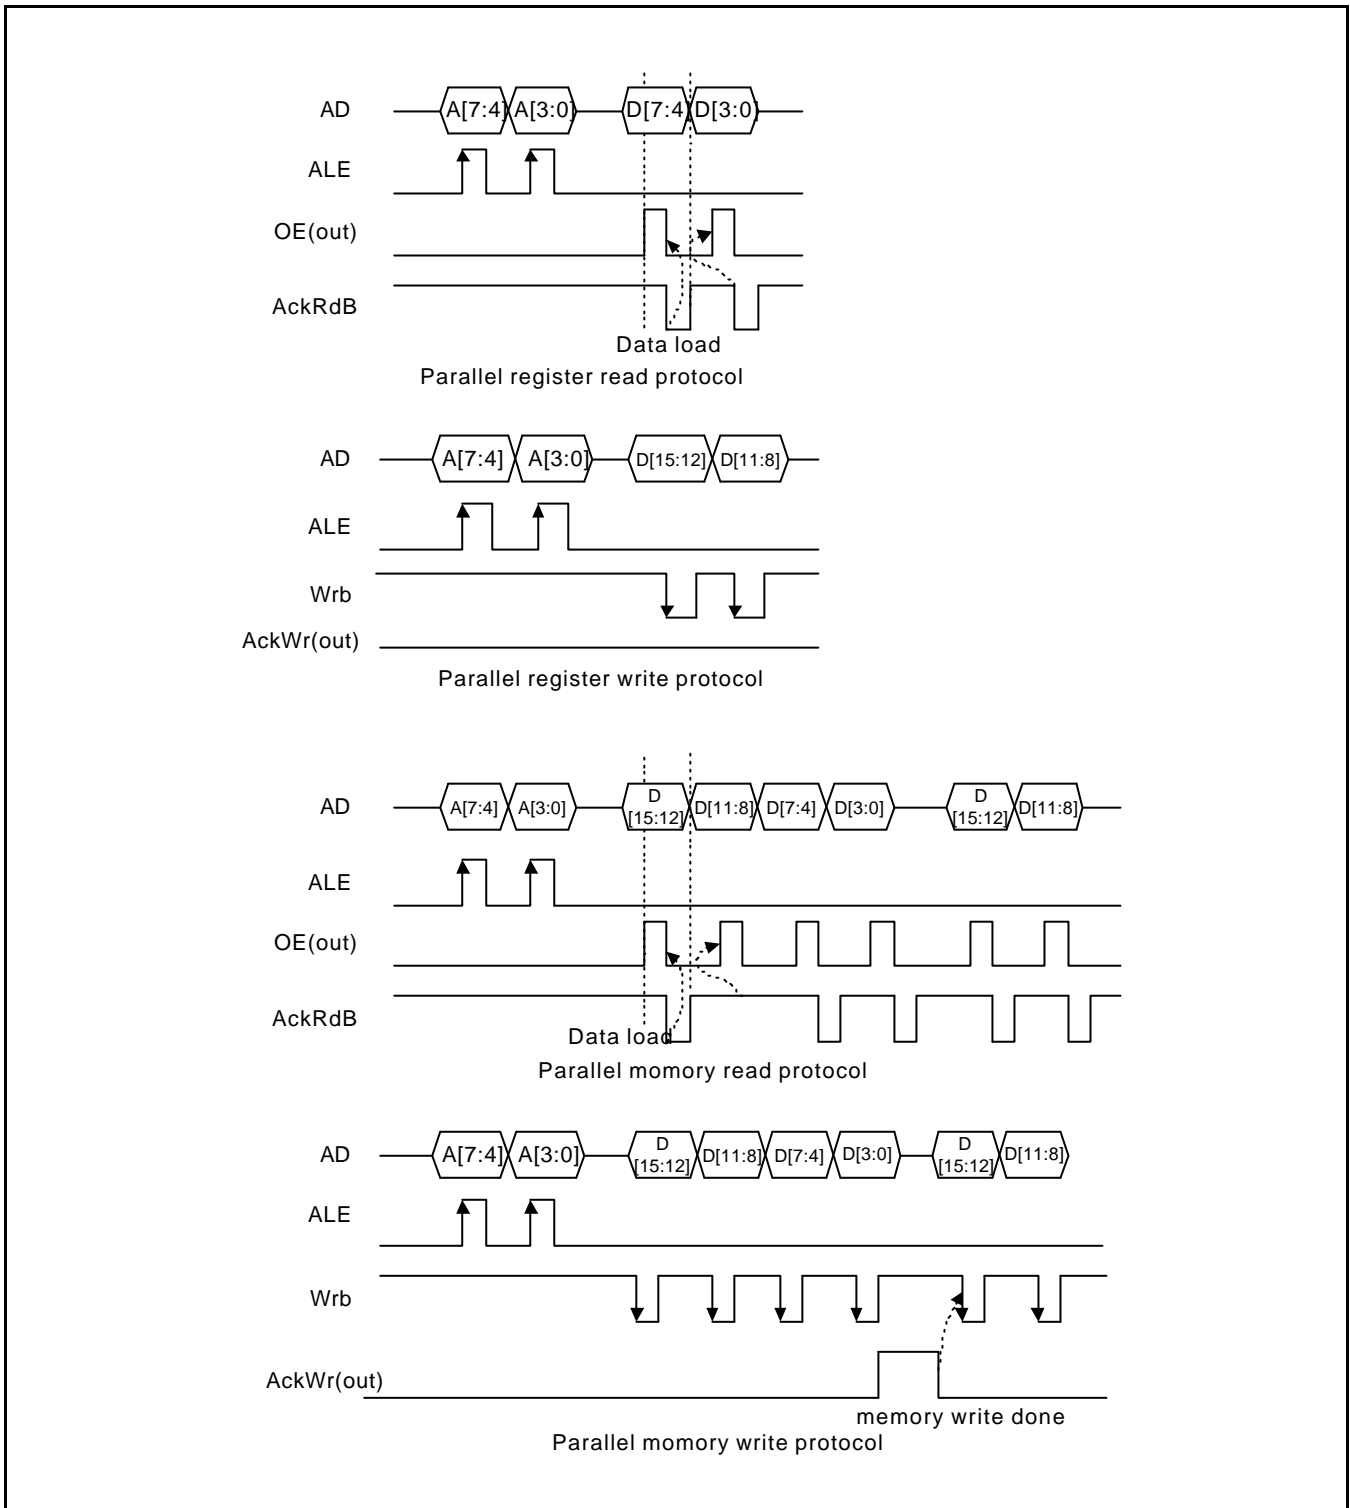 AD A[7:4] A[3:0] D[7:4 D[3:0]
ALE
OE(out)
AckRdB
Data load
Parallel register read protocol
AD A[7:4] A[3:0] D[15:12] D[11:8]
ALE
Wrb
AckWr(out)
Parallel register write protocol
AD A[7:4] A[3:0] D [15:12] D[11:8] D[7:4] D[3:0] D [15:12] D[11:8]
ALE
OE(out)
AckRdB
Data load
Parallel momory read protocol
AD A[7:4] A[3:0] D [15:12] D[11:8] D[7:4] D[3:0] D [15:12] D[11:8]
ALE
Wrb
AckWr(out)
memory write done
Parallel momory write protocol